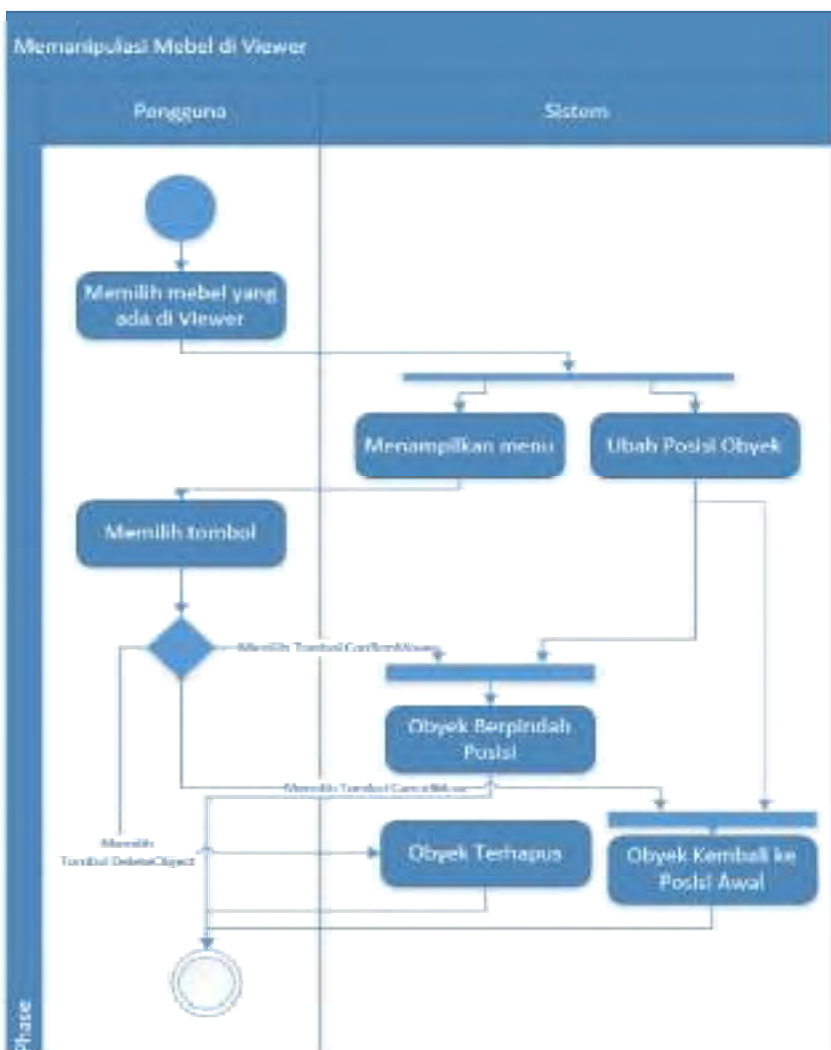 Memanipulasi Mebel di Viewer
Pengguna
Sistem
Memilih mebel yang
ada di Viewer
Menampilkan menu
Ubah Posisi Obyek
Memilih tombol
Memilih Tombol ConfirmMove
Obyek Berpindah
Posisi
Memilih Tombol CancelMove
Memilih
Tombol DeleteObject
Obyek Terhapus
Obyek Kembali ke
Posisi Awal
Phase